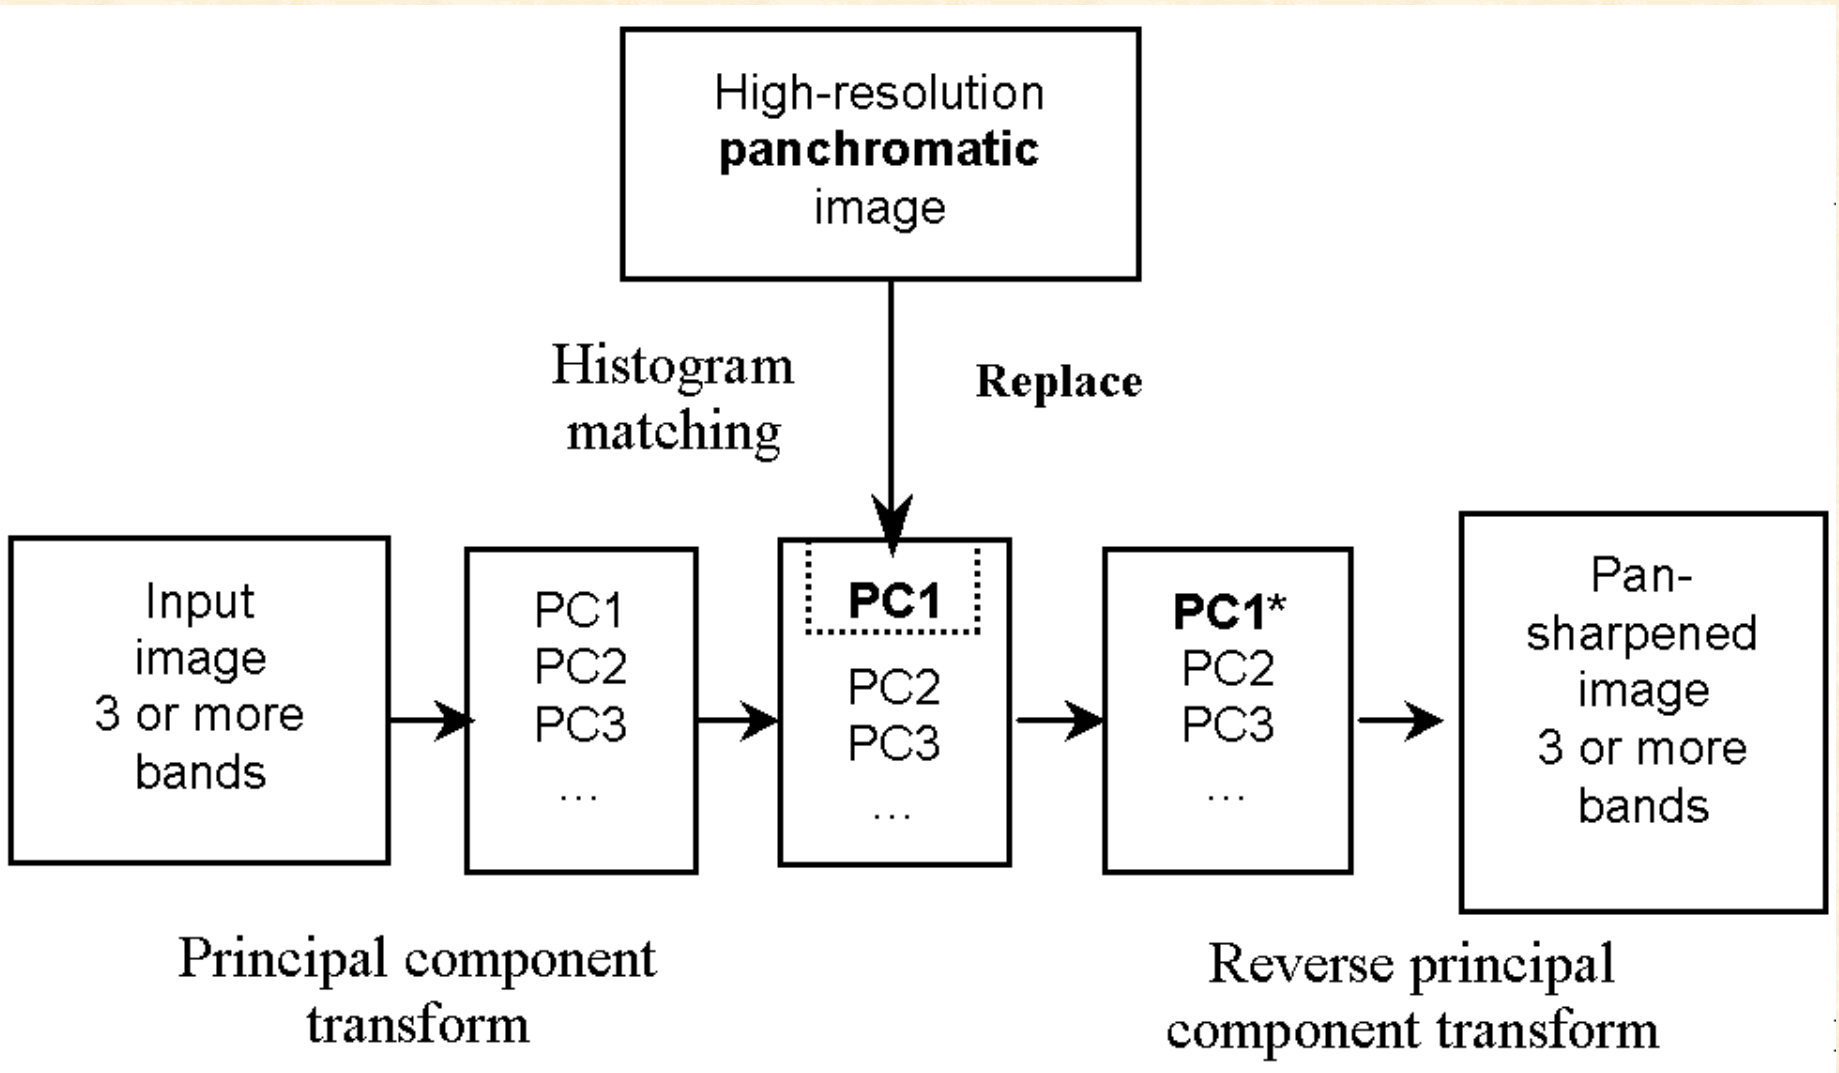 High-resolution
panchromatic
image
Histogram
matching
Replace
Input
image
3 or more
bands
PC1
PC2
PC3
...
PC1
PC2
PC3
...
PC1*
PC2
PC3
...
Pan-
sharpened
image
3 or more
bands
Principal component
transform
Reverse principal
component transform